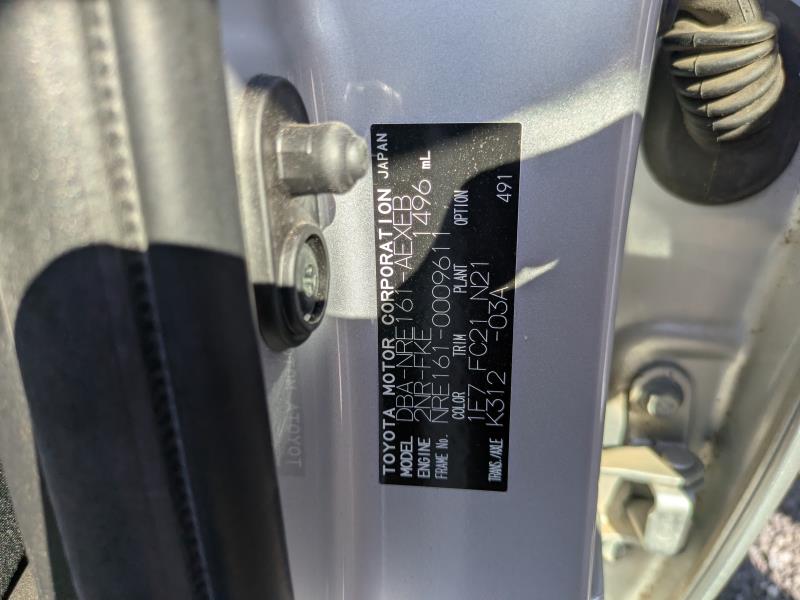 TOYOTA MOTOR CORPORATION JAPAN
MODEL DBA-NRE161-AEXEB
ENGINE 2NR-FKE 1496 mL
FRAME No. NRE161-0009611
COLOR TRIM PLANT OPTION
1F7 FC21 N21
TRANS./AXLE K312 -03A 491